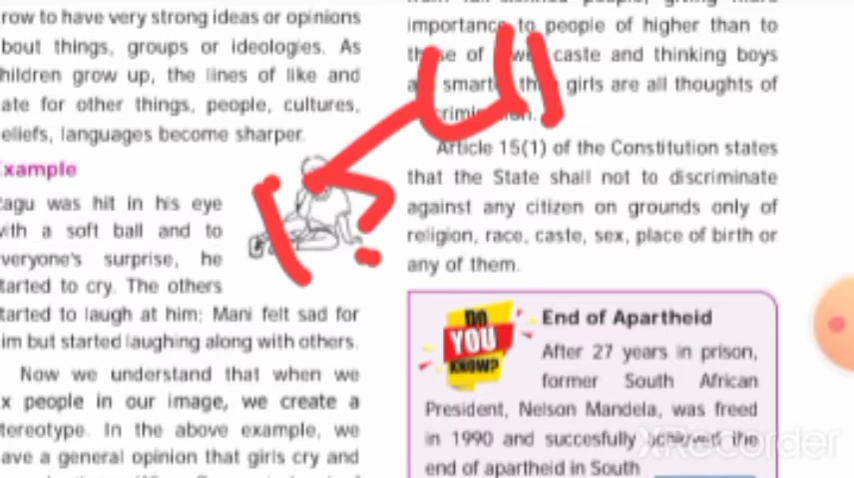 row to have very strong ideas or opinions
bout things, groups or ideologies. As
hildren grow up, the lines of like and
ate for other things, people, cultures,
eliefs, languages become sharper.
xample
agu was hit in his eye
ith a soft ball and to
veryone's surprise, he
tarted to cry. The others
tarted to laugh at him; Mani felt sad for
im but started laughing along with others.
Now we understand that when we
x people in our image, we create a
tereotype. In the above example, we
ave a general opinion that girls cry and
importance to people of higher than to
of caste and thinking boys
girls are all thoughts of
Article 15(1) of the Constitution states
that the State shall not to discriminate
against any citizen on grounds only of
religion, race, caste, sex, place of birth or
any of them.
DO
YOU
KNOW?
End of Apartheid
After 27 years in prison,
former South African
President, Nelson Mandela, was freed
in 1990 and succesfully achieved the
end of apartheid in South
XRecorder